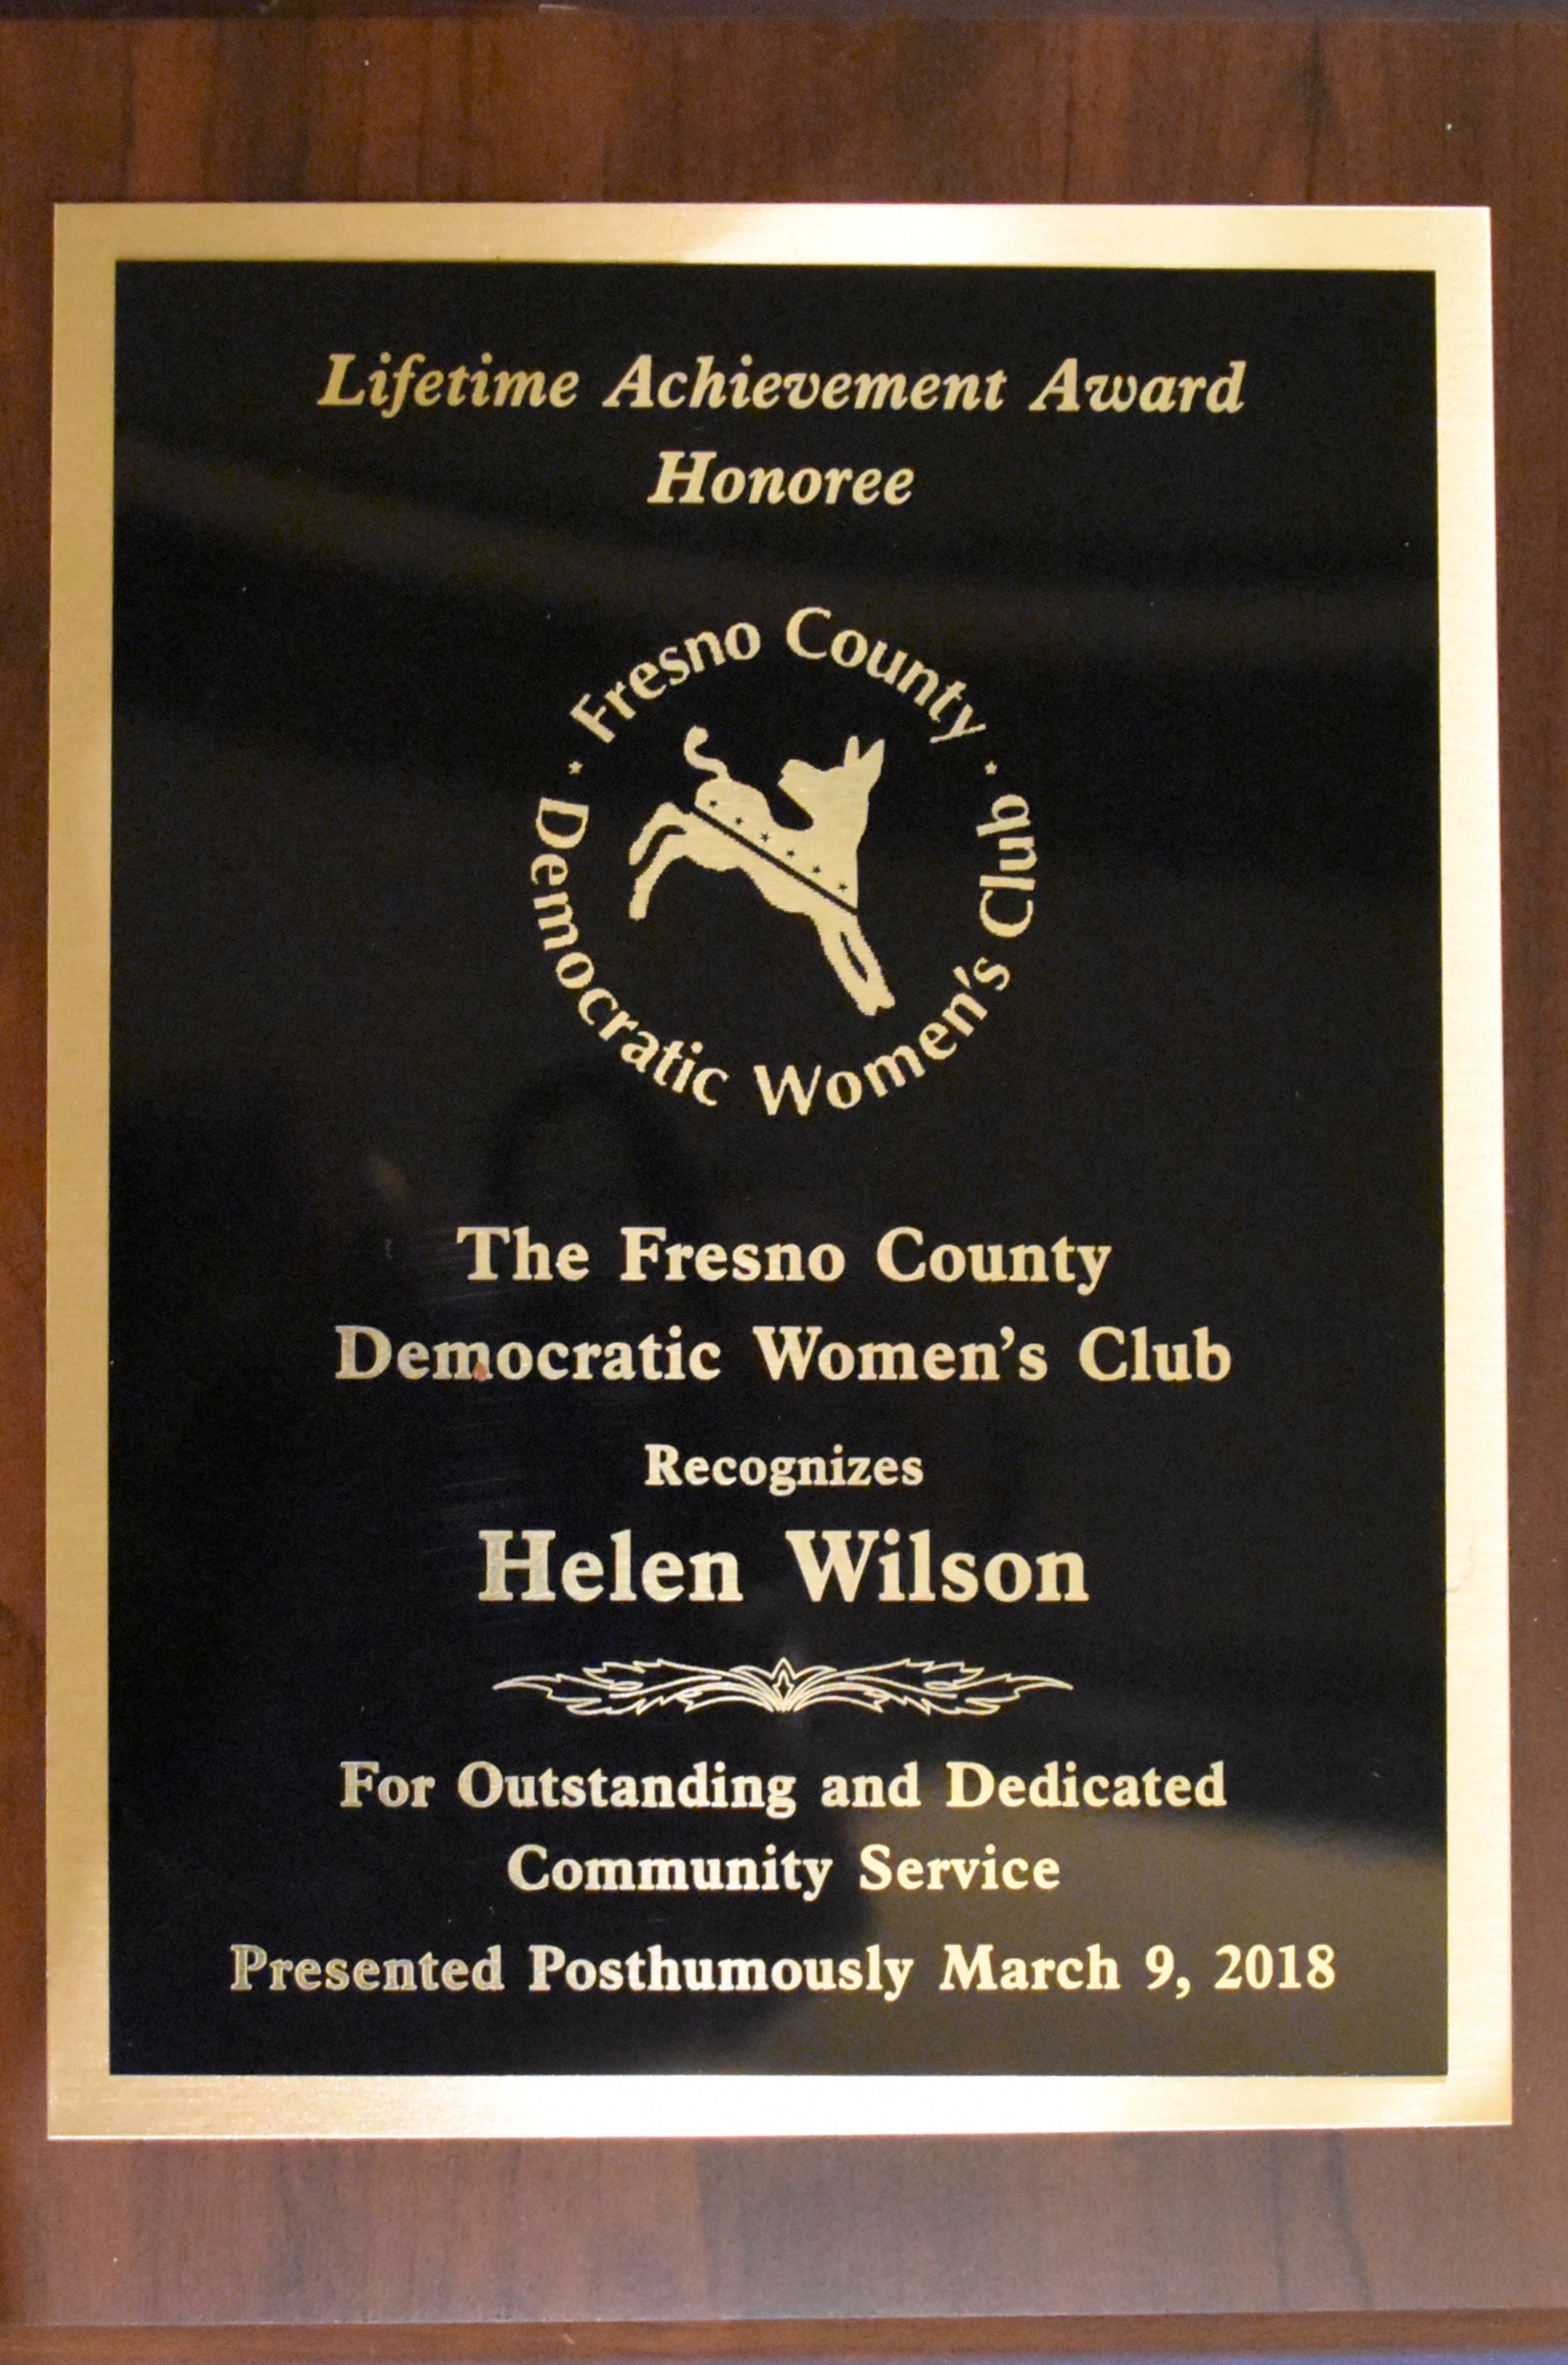 Lifetime Achievement Award
Honoree
Fresno County
Democratic Women's Club
The Fresno County
Democratic Women's Club
Recognizes
Helen Wilson
For Outstanding and Dedicated
Community Service
Presented Posthumously March 9, 2018